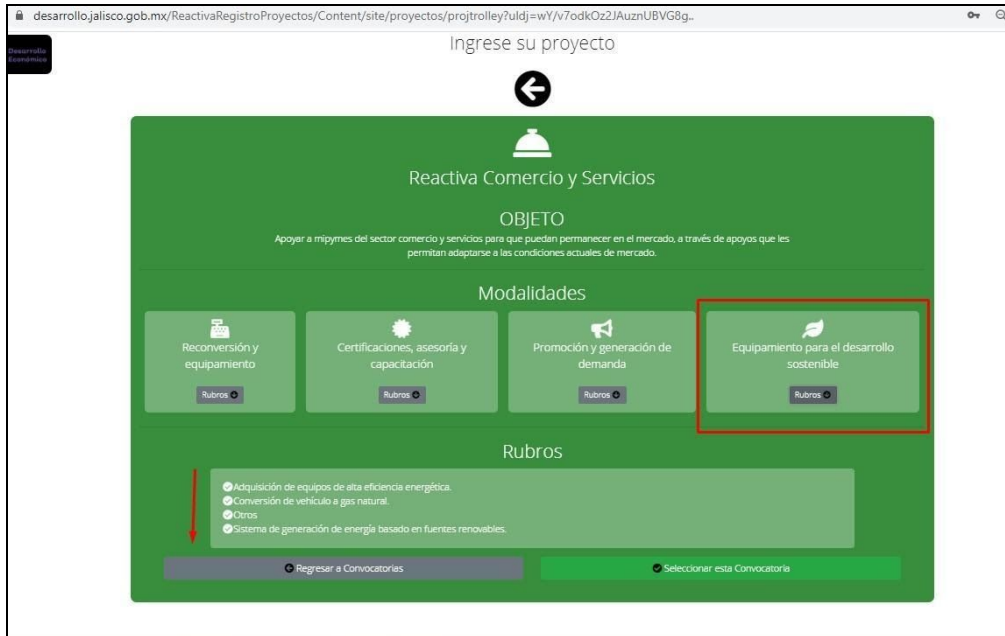 desarrollo.jalisco.gob.mx/ReactivaRegistroProyectos/Content/site/proyectos/projtrolley?uldj=wY/v7odkOz2JAuznUBVG8g..
Ingrese su proyecto
Desarrollo
Económico
Reactiva Comercio y Servicios
OBJETO
Apoyar a mipymes del sector comercio y servicios para que puedan permanecer en el mercado, a través de apoyos que les
permitan adaptarse a las condiciones actuales de mercado.
Modalidades
Reconversión y
equipamiento
Rubros
Certificaciones, asesoría y
capacitación
Rubros
Promoción y generación de
demanda
Rubros
Equipamiento para el desarrollo
sostenible
Rubros
Rubros
Adquisición de equipos de alta eficiencia energética.
Conversión de vehículo a gas natural.
Otros
Sistema de generación de energía basado en fuentes renovables.
Regresar a Convocatorias
Seleccionar esta Convocatoria